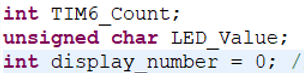 int TIM6_Count;
unsigned char LED_Value;
int display_number = 0; /